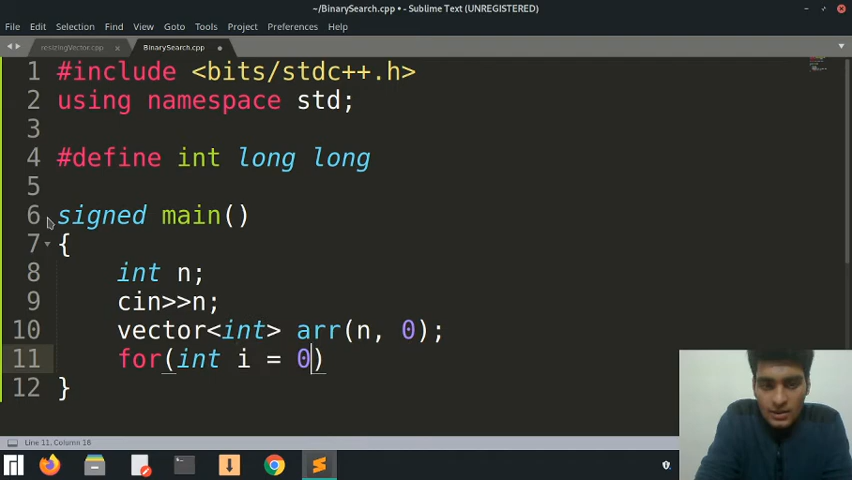 ~/BinarySearch.cpp • - Sublime Text (UNREGISTERED)
File Edit Selection Find View Goto Tools Project Preferences Help
resizingVector.cpp × BinarySearch.cpp
1 #include <bits/stdc++.h>
2 using namespace std;
3
4 #define int long long
5
6 signed main()
7 {
8 int n;
9 cin>>n;
10 vector<int> arr(n, 0);
11 for(int i = 0)
12 }
Line 11, Column 18